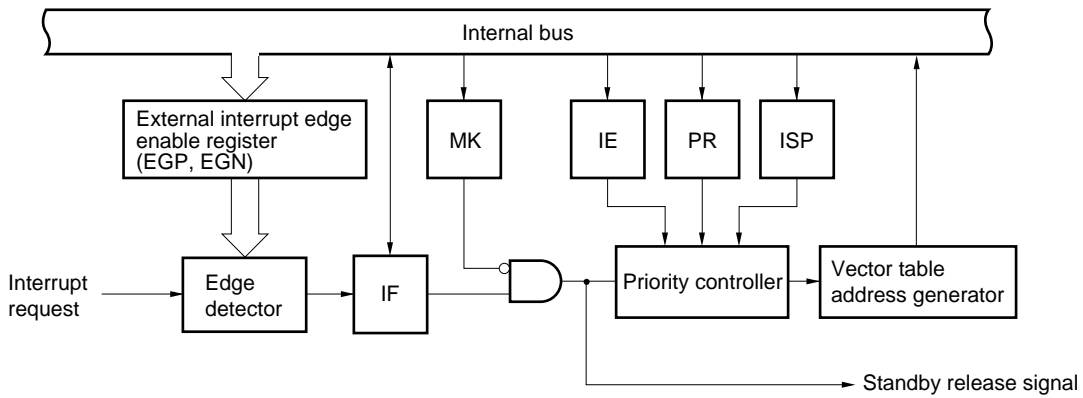 Internal bus
External interrupt edge
enable register
(EGP, EGN)
MK
IE
PR
ISP
Interrupt
request
Edge
detector
IF
Priority controller
Vector table
address generator
Standby release signal